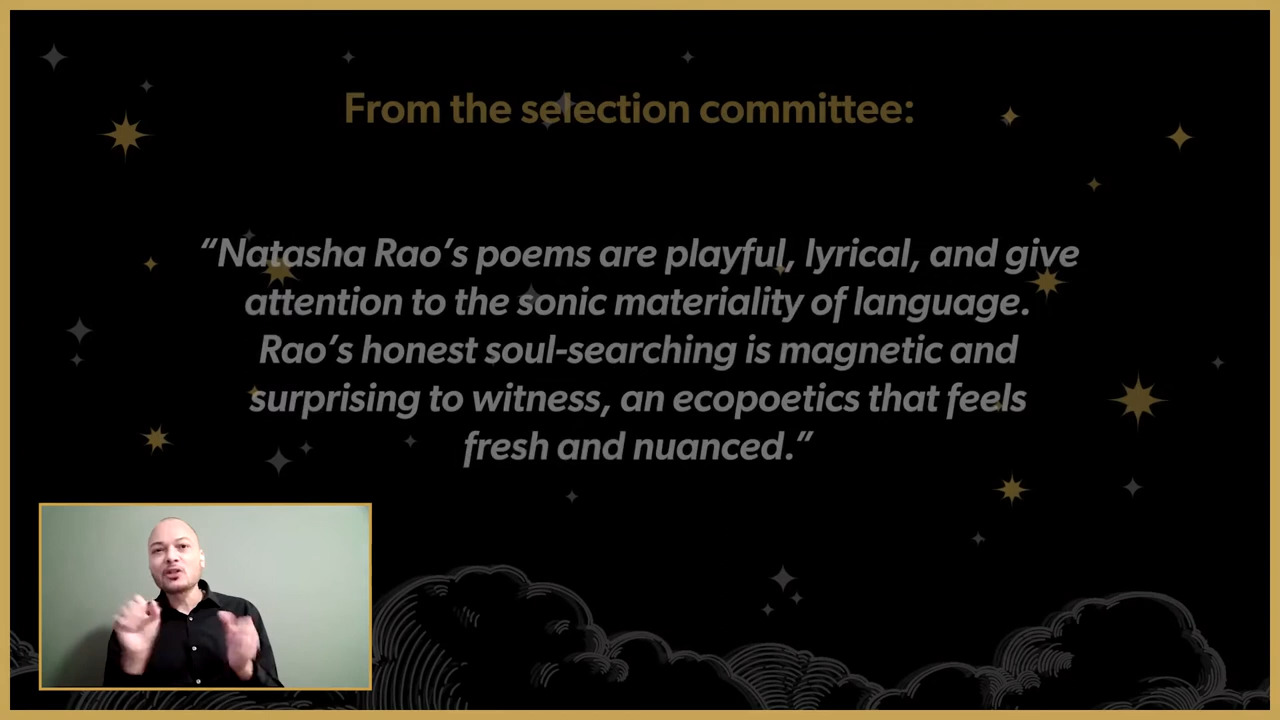 From the selection committee:
“Natasha Rao’s poems are playful, lyrical, and give
attention to the sonic materiality of language.
Rao’s honest soul-searching is magnetic and
surprising to witness, an ecopoetics that feels
fresh and nuanced.”